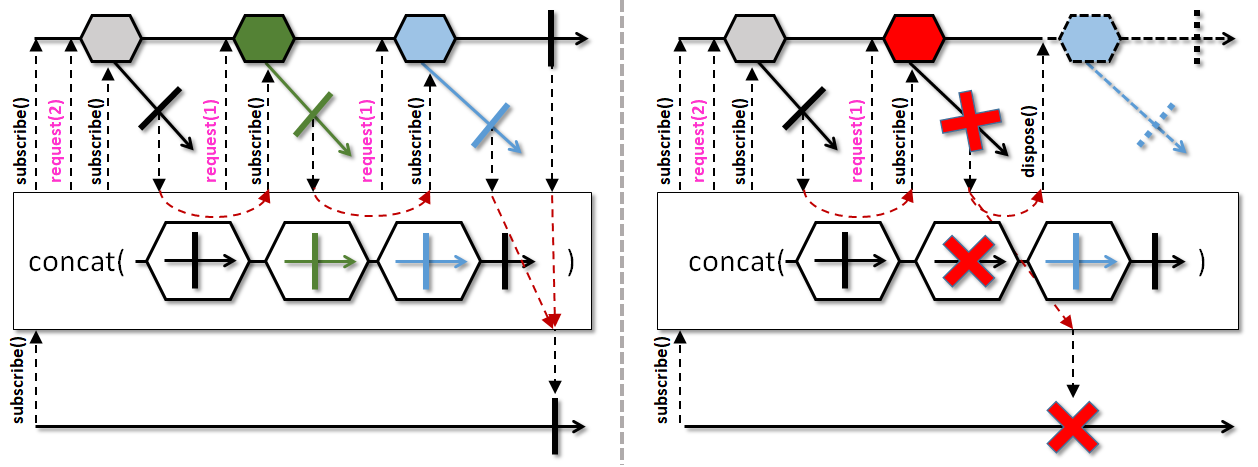 subscribe()
request(2)
subscribe()
request(1)
subscribe()
request(1)
subscribe()
concat( )
subscribe()
subscribe()
request(2)
subscribe()
request(1)
subscribe()
dispose()
concat( )
subscribe()